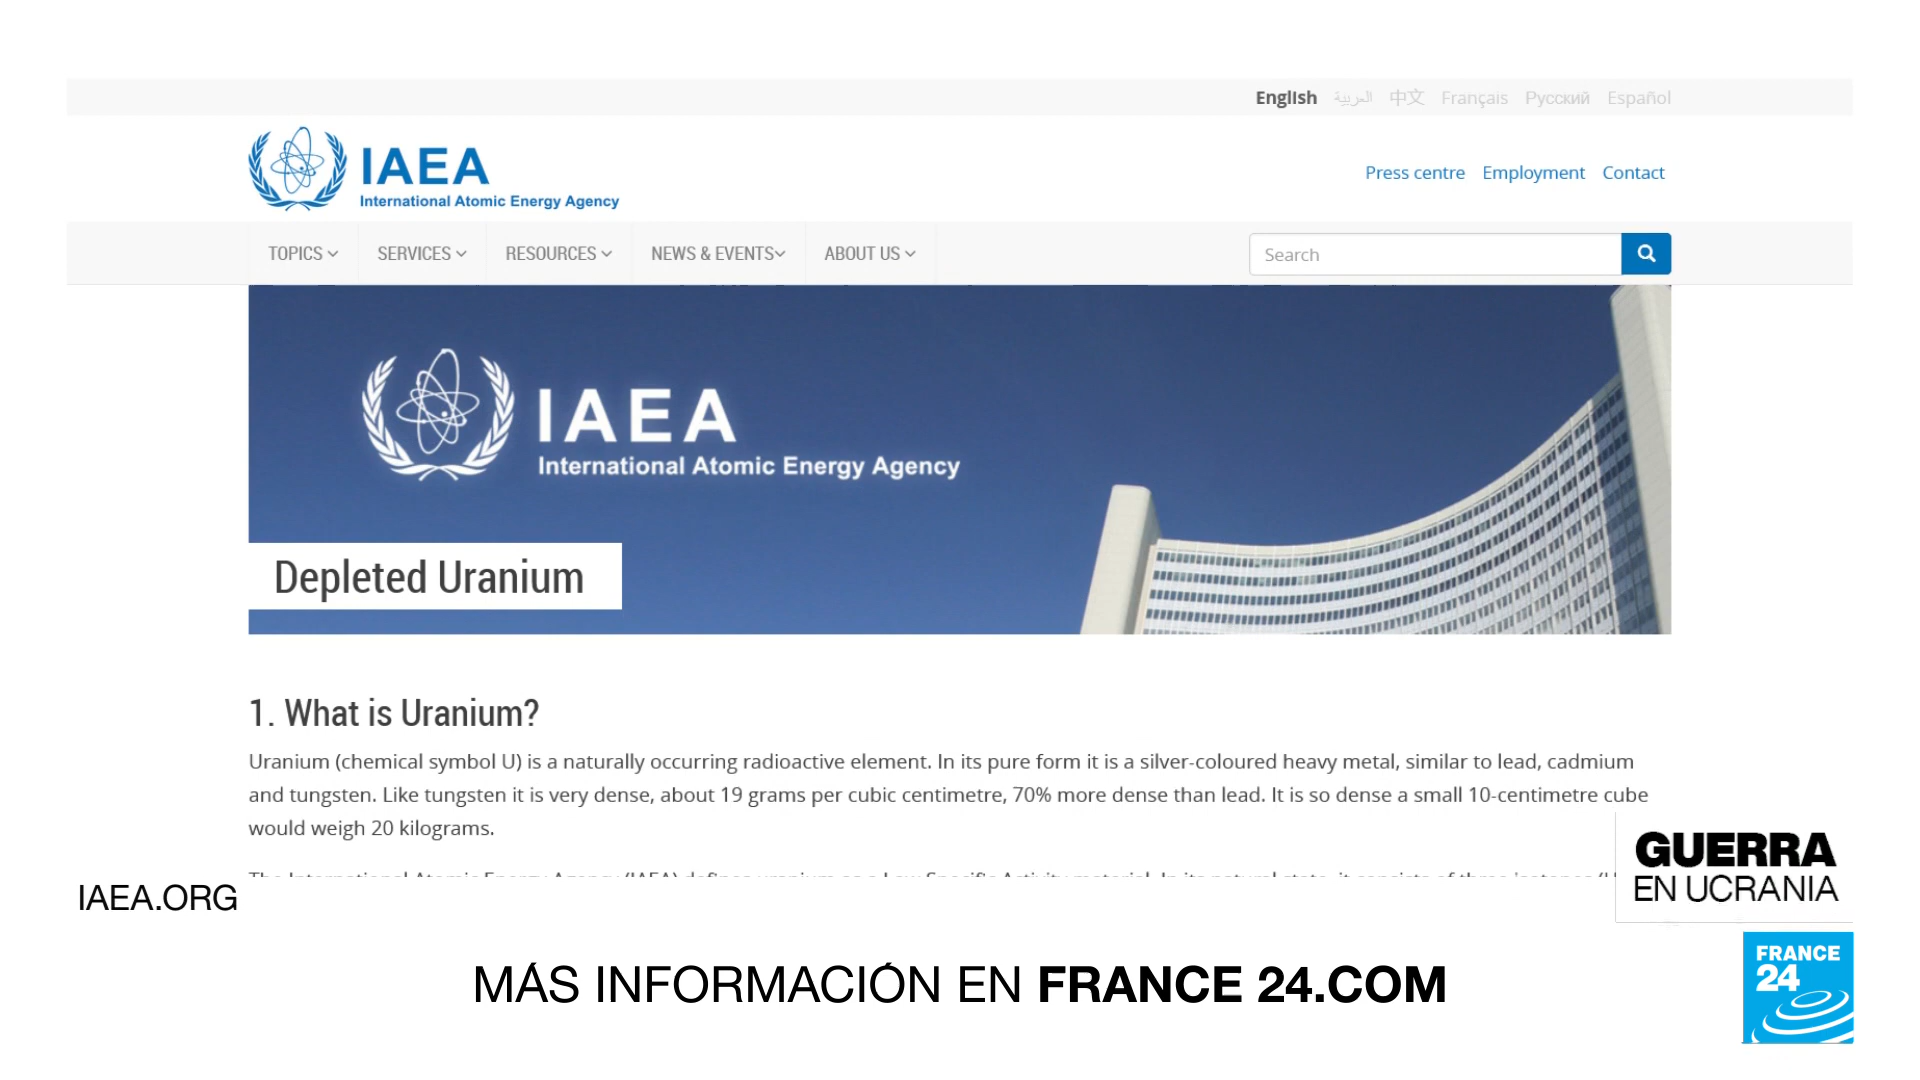 English العربية 中文 Français Русский Español
IAEA
International Atomic Energy Agency
Press centre Employment Contact
TOPICS SERVICES RESOURCES NEWS & EVENTS ABOUT US
Search
IAEA
International Atomic Energy Agency
Depleted Uranium
1. What is Uranium?
Uranium (chemical symbol U) is a naturally occurring radioactive element. In its pure form it is a silver-coloured heavy metal, similar to lead, cadmium
and tungsten. Like tungsten it is very dense, about 19 grams per cubic centimetre, 70% more dense than lead. It is so dense a small 10-centimetre cube
would weigh 20 kilograms.
IAEA.ORG
GUERRA
EN UCRANIA
MÁS INFORMACIÓN EN FRANCE 24.COM
FRANCE
24